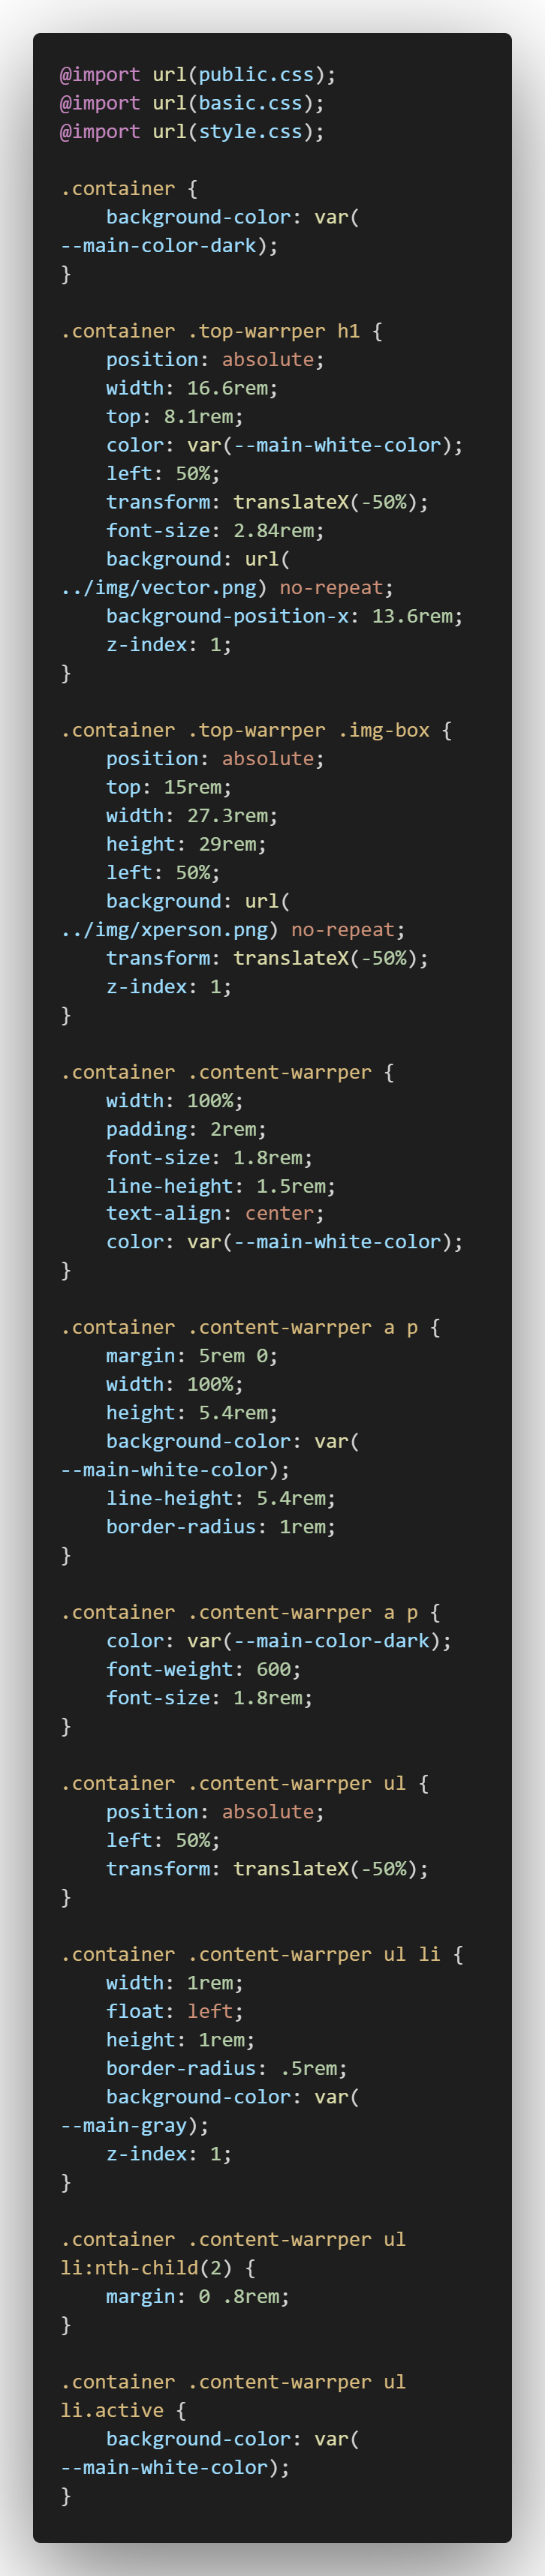 @import url(public.css);
@import url(basic.css);
@import url(style.css);

.container {
    background-color: var(
--main-color-dark);
}

.container .top-warrper h1 {
    position: absolute;
    width: 16.6rem;
    top: 8.1rem;
    color: var(--main-white-color);
    left: 50%;
    transform: translateX(-50%);
    font-size: 2.84rem;
    background: url(
../img/vector.png) no-repeat;
    background-position-x: 13.6rem;
    z-index: 1;
}

.container .top-warrper .img-box {
    position: absolute;
    top: 15rem;
    width: 27.3rem;
    height: 29rem;
    left: 50%;
    background: url(
../img/xperson.png) no-repeat;
    transform: translateX(-50%);
    z-index: 1;
}

.container .content-warrper {
    width: 100%;
    padding: 2rem;
    font-size: 1.8rem;
    line-height: 1.5rem;
    text-align: center;
    color: var(--main-white-color);
}

.container .content-warrper a p {
    margin: 5rem 0;
    width: 100%;
    height: 5.4rem;
    background-color: var(
--main-white-color);
    line-height: 5.4rem;
    border-radius: 1rem;
}

.container .content-warrper a p {
    color: var(--main-color-dark);
    font-weight: 600;
    font-size: 1.8rem;
}

.container .content-warrper ul {
    position: absolute;
    left: 50%;
    transform: translateX(-50%);
}

.container .content-warrper ul li {
    width: 1rem;
    float: left;
    height: 1rem;
    border-radius: .5rem;
    background-color: var(
--main-gray);
    z-index: 1;
}

.container .content-warrper ul
li:nth-child(2) {
    margin: 0 .8rem;
}

.container .content-warrper ul
li.active {
    background-color: var(
--main-white-color);
}